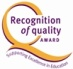 Recognition
of quality
AWARD
Supporting Excellence in Education